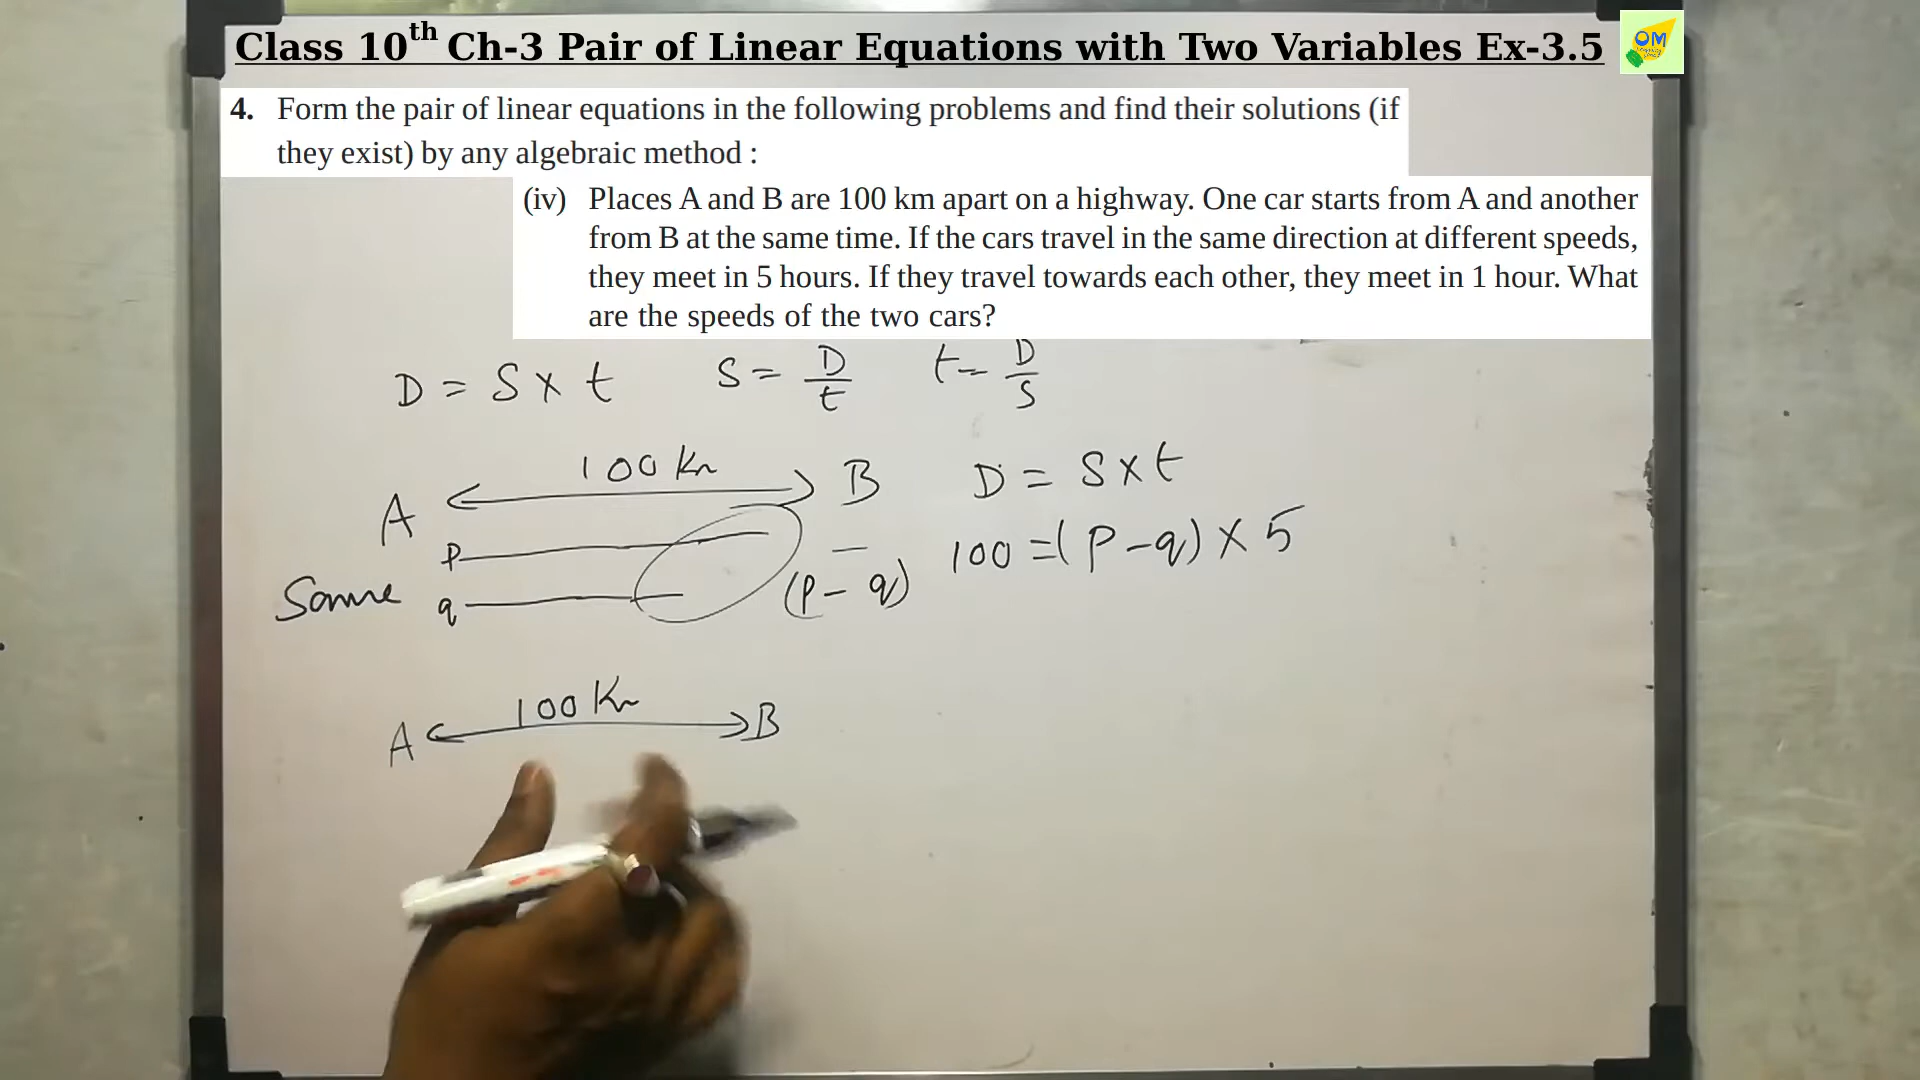 Class 10th Ch-3 Pair of Linear Equations with Two Variables Ex-3.5
OM
4. Form the pair of linear equations in the following problems and find their solutions (if
they exist) by any algebraic method :
(iv) Places A and B are 100 km apart on a highway. One car starts from A and another
from B at the same time. If the cars travel in the same direction at different speeds,
they meet in 5 hours. If they travel towards each other, they meet in 1 hour. What
are the speeds of the two cars?
D = S × t S = D/t t = D/S
100 Km
A B D = S × t
P
100 = (P - q) × 5
Same q (P - q)
100 Km
A B